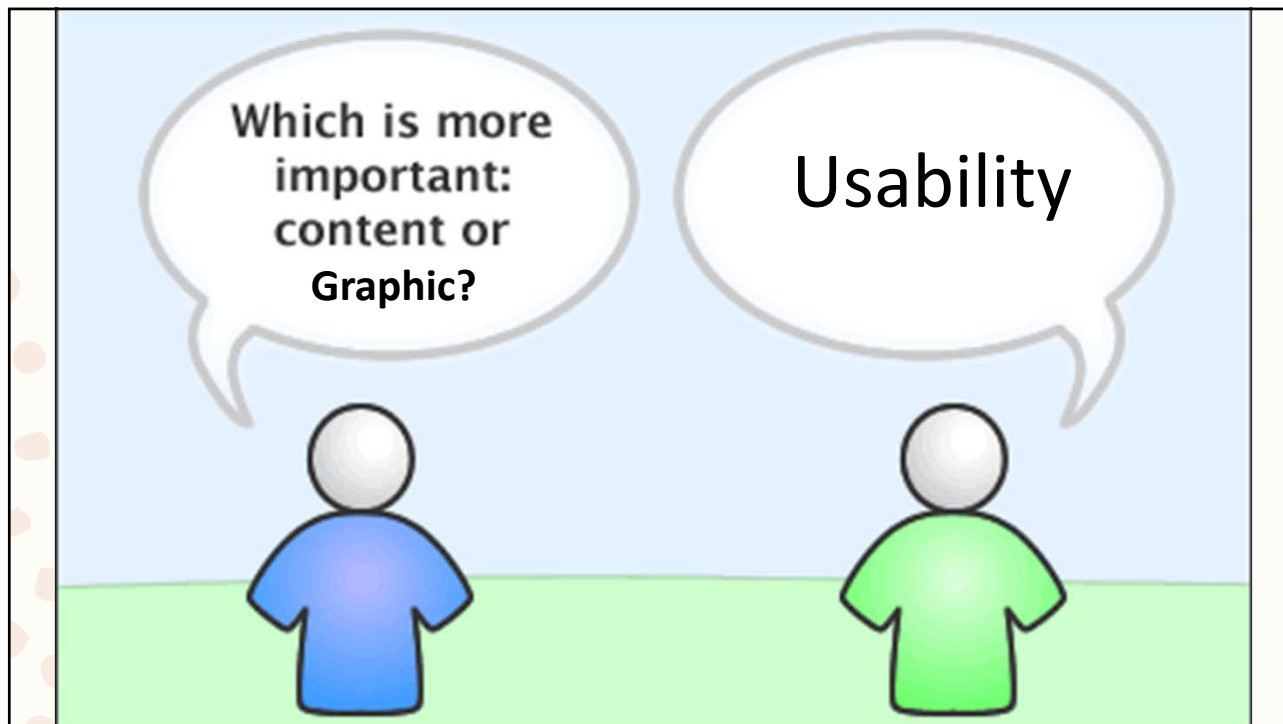 Which is more
important:
content or
Graphic?
Usability